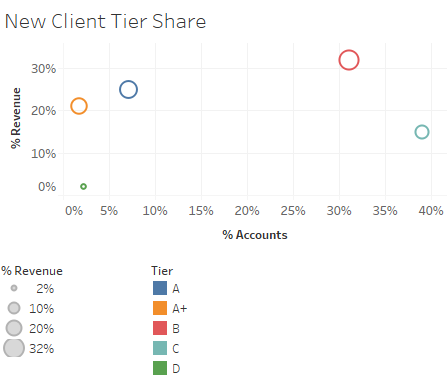 New Client Tier Share
% Revenue
30%
20%
10%
0%
0% 5% 10% 15% 20% 25% 30% 35% 40%
% Accounts
% Revenue
2%
10%
20%
32%
Tier
A
A+
B
C
D